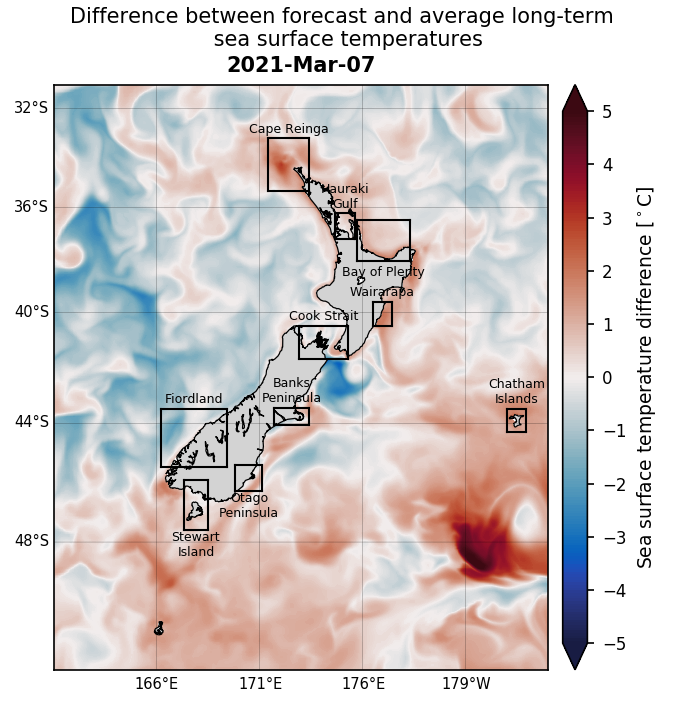 Difference between forecast and average long-term
sea surface temperatures
2021-Mar-07
32°S
36°S
40°S
44°S
48°S
166°E
171°E
176°E
179°W
Cape Reinga
Hauraki
Gulf
Bay of Plenty
Wairarapa
Cook Strait
Banks
Peninsula
Fiordland
Chatham
Islands
Otago
Peninsula
Stewart
Island
5
4
3
2
1
0
−1
−2
−3
−4
−5
Sea surface temperature difference [°C]